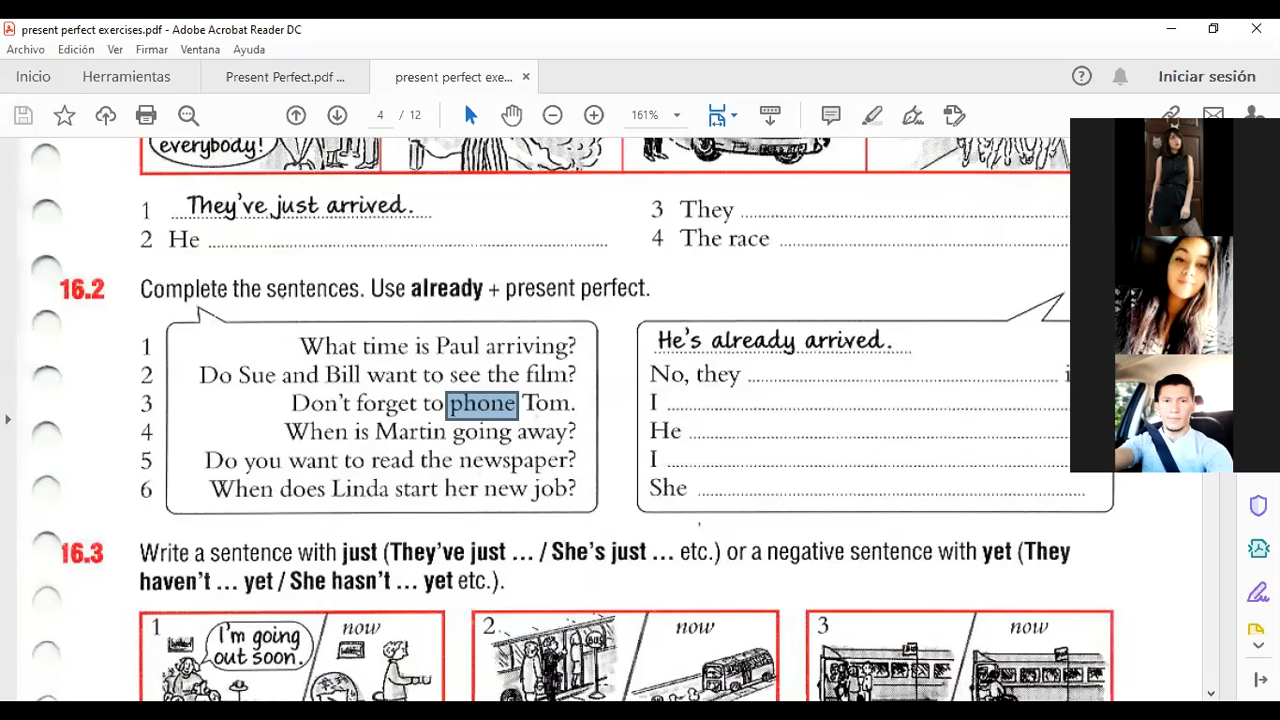 present perfect exercises.pdf - Adobe Acrobat Reader DC
Archivo Edición Ver Firmar Ventana Ayuda
Inicio Herramientas Present Perfect.pdf ... present perfect exe... ×
4 / 12 161%
Iniciar sesión
everybody!
1 They've just arrived.
2 He
3 They
4 The race
16.2 Complete the sentences. Use already + present perfect.
1 What time is Paul arriving? He's already arrived.
2 Do Sue and Bill want to see the film? No, they
3 Don't forget to phone Tom. I
4 When is Martin going away? He
5 Do you want to read the newspaper? I
6 When does Linda start her new job? She
16.3 Write a sentence with just (They've just ... / She's just ... etc.) or a negative sentence with yet (They
haven't ... yet / She hasn't ... yet etc.).
1 I'm going
out soon.
now
2. now
3 now